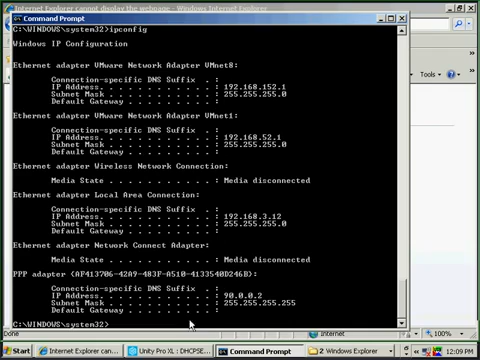 Internet Explorer cannot display the webpage - Windows Internet Explorer
Command Prompt
C:\WINDOWS\system32>ipconfig
Windows IP Configuration
Ethernet adapter VMware Network Adapter VMnet8:
Connection-specific DNS Suffix . :
IP Address. . . . . . . . . . . . : 192.168.152.1
Subnet Mask . . . . . . . . . . . : 255.255.255.0
Default Gateway . . . . . . . . . :
Ethernet adapter VMware Network Adapter VMnet1:
Connection-specific DNS Suffix . :
IP Address. . . . . . . . . . . . : 192.168.52.1
Subnet Mask . . . . . . . . . . . : 255.255.255.0
Default Gateway . . . . . . . . . :
Ethernet adapter Wireless Network Connection:
Media State . . . . . . . . . . . : Media disconnected
Ethernet adapter Local Area Connection:
Connection-specific DNS Suffix . :
IP Address. . . . . . . . . . . . : 192.168.3.12
Subnet Mask . . . . . . . . . . . : 255.255.255.0
Default Gateway . . . . . . . . . :
Ethernet adapter Network Connect Adapter:
Media State . . . . . . . . . . . : Media disconnected
PPP adapter {AF413706-42A9-483F-A510-4133540D246B}:
Connection-specific DNS Suffix . :
IP Address. . . . . . . . . . . . : 90.0.0.2
Subnet Mask . . . . . . . . . . . : 255.255.255.255
Default Gateway . . . . . . . . . :
C:\WINDOWS\system32>
Tools
Done
Internet
100%
Start
Internet Explorer can...
Unity Pro XL : DHCPSE...
Command Prompt
2 Windows Explorer
12:09 PM